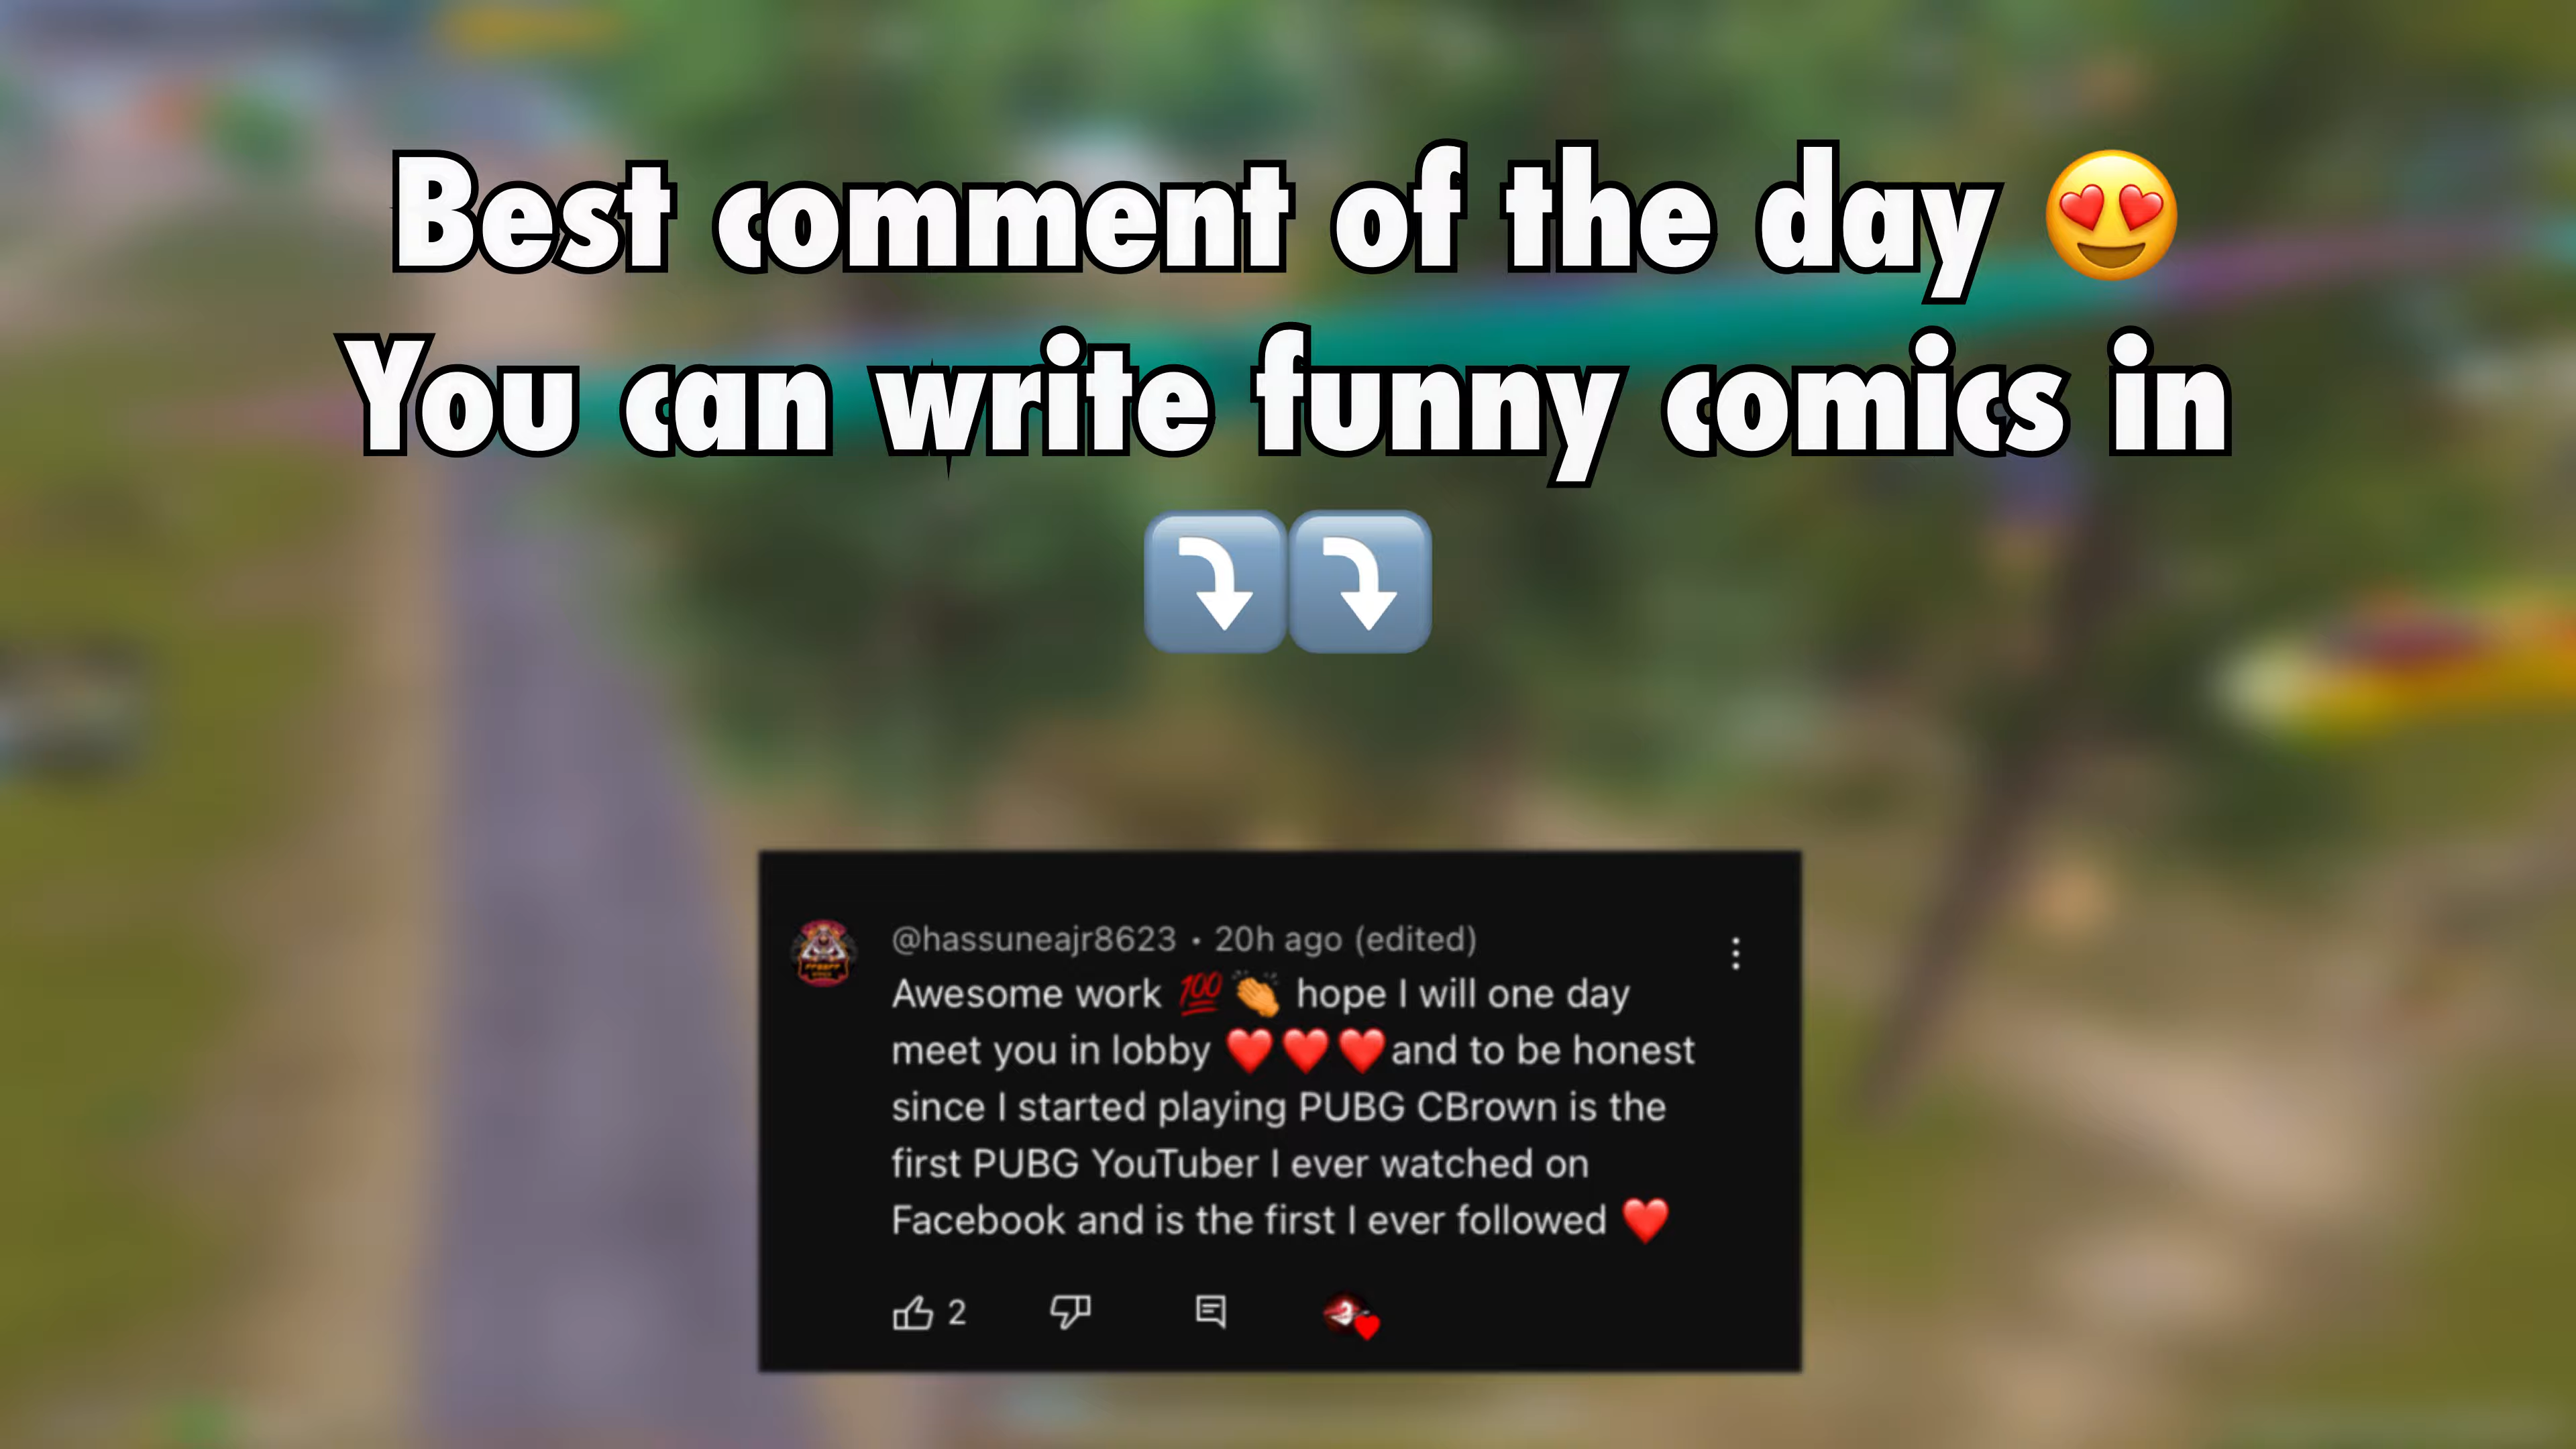 Best comment of the day 😍
You can write funny comics in
⤵️⤵️
@hassuneajr8623 • 20h ago (edited)
Awesome work 💯👏 hope I will one day
meet you in lobby ❤️❤️❤️and to be honest
since I started playing PUBG CBrown is the
first PUBG YouTuber I ever watched on
Facebook and is the first I ever followed ❤️
2